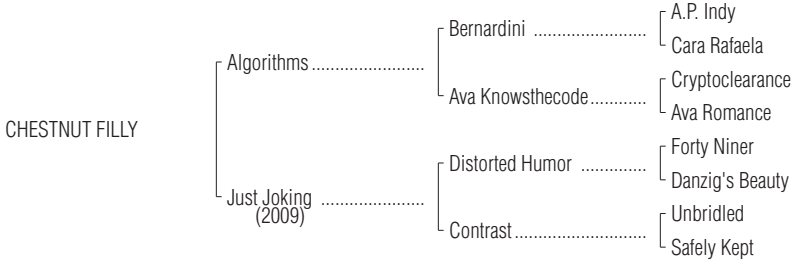 A.P. Indy
Bernardini ........................
Cara Rafaela
Algorithms ........................
Cryptoclearance
Ava Knowsthecode............
Ava Romance
CHESTNUT FILLY
Forty Niner
Distorted Humor ..............
Danzig's Beauty
Just Joking ......................
(2009)
Unbridled
Contrast............................
Safely Kept